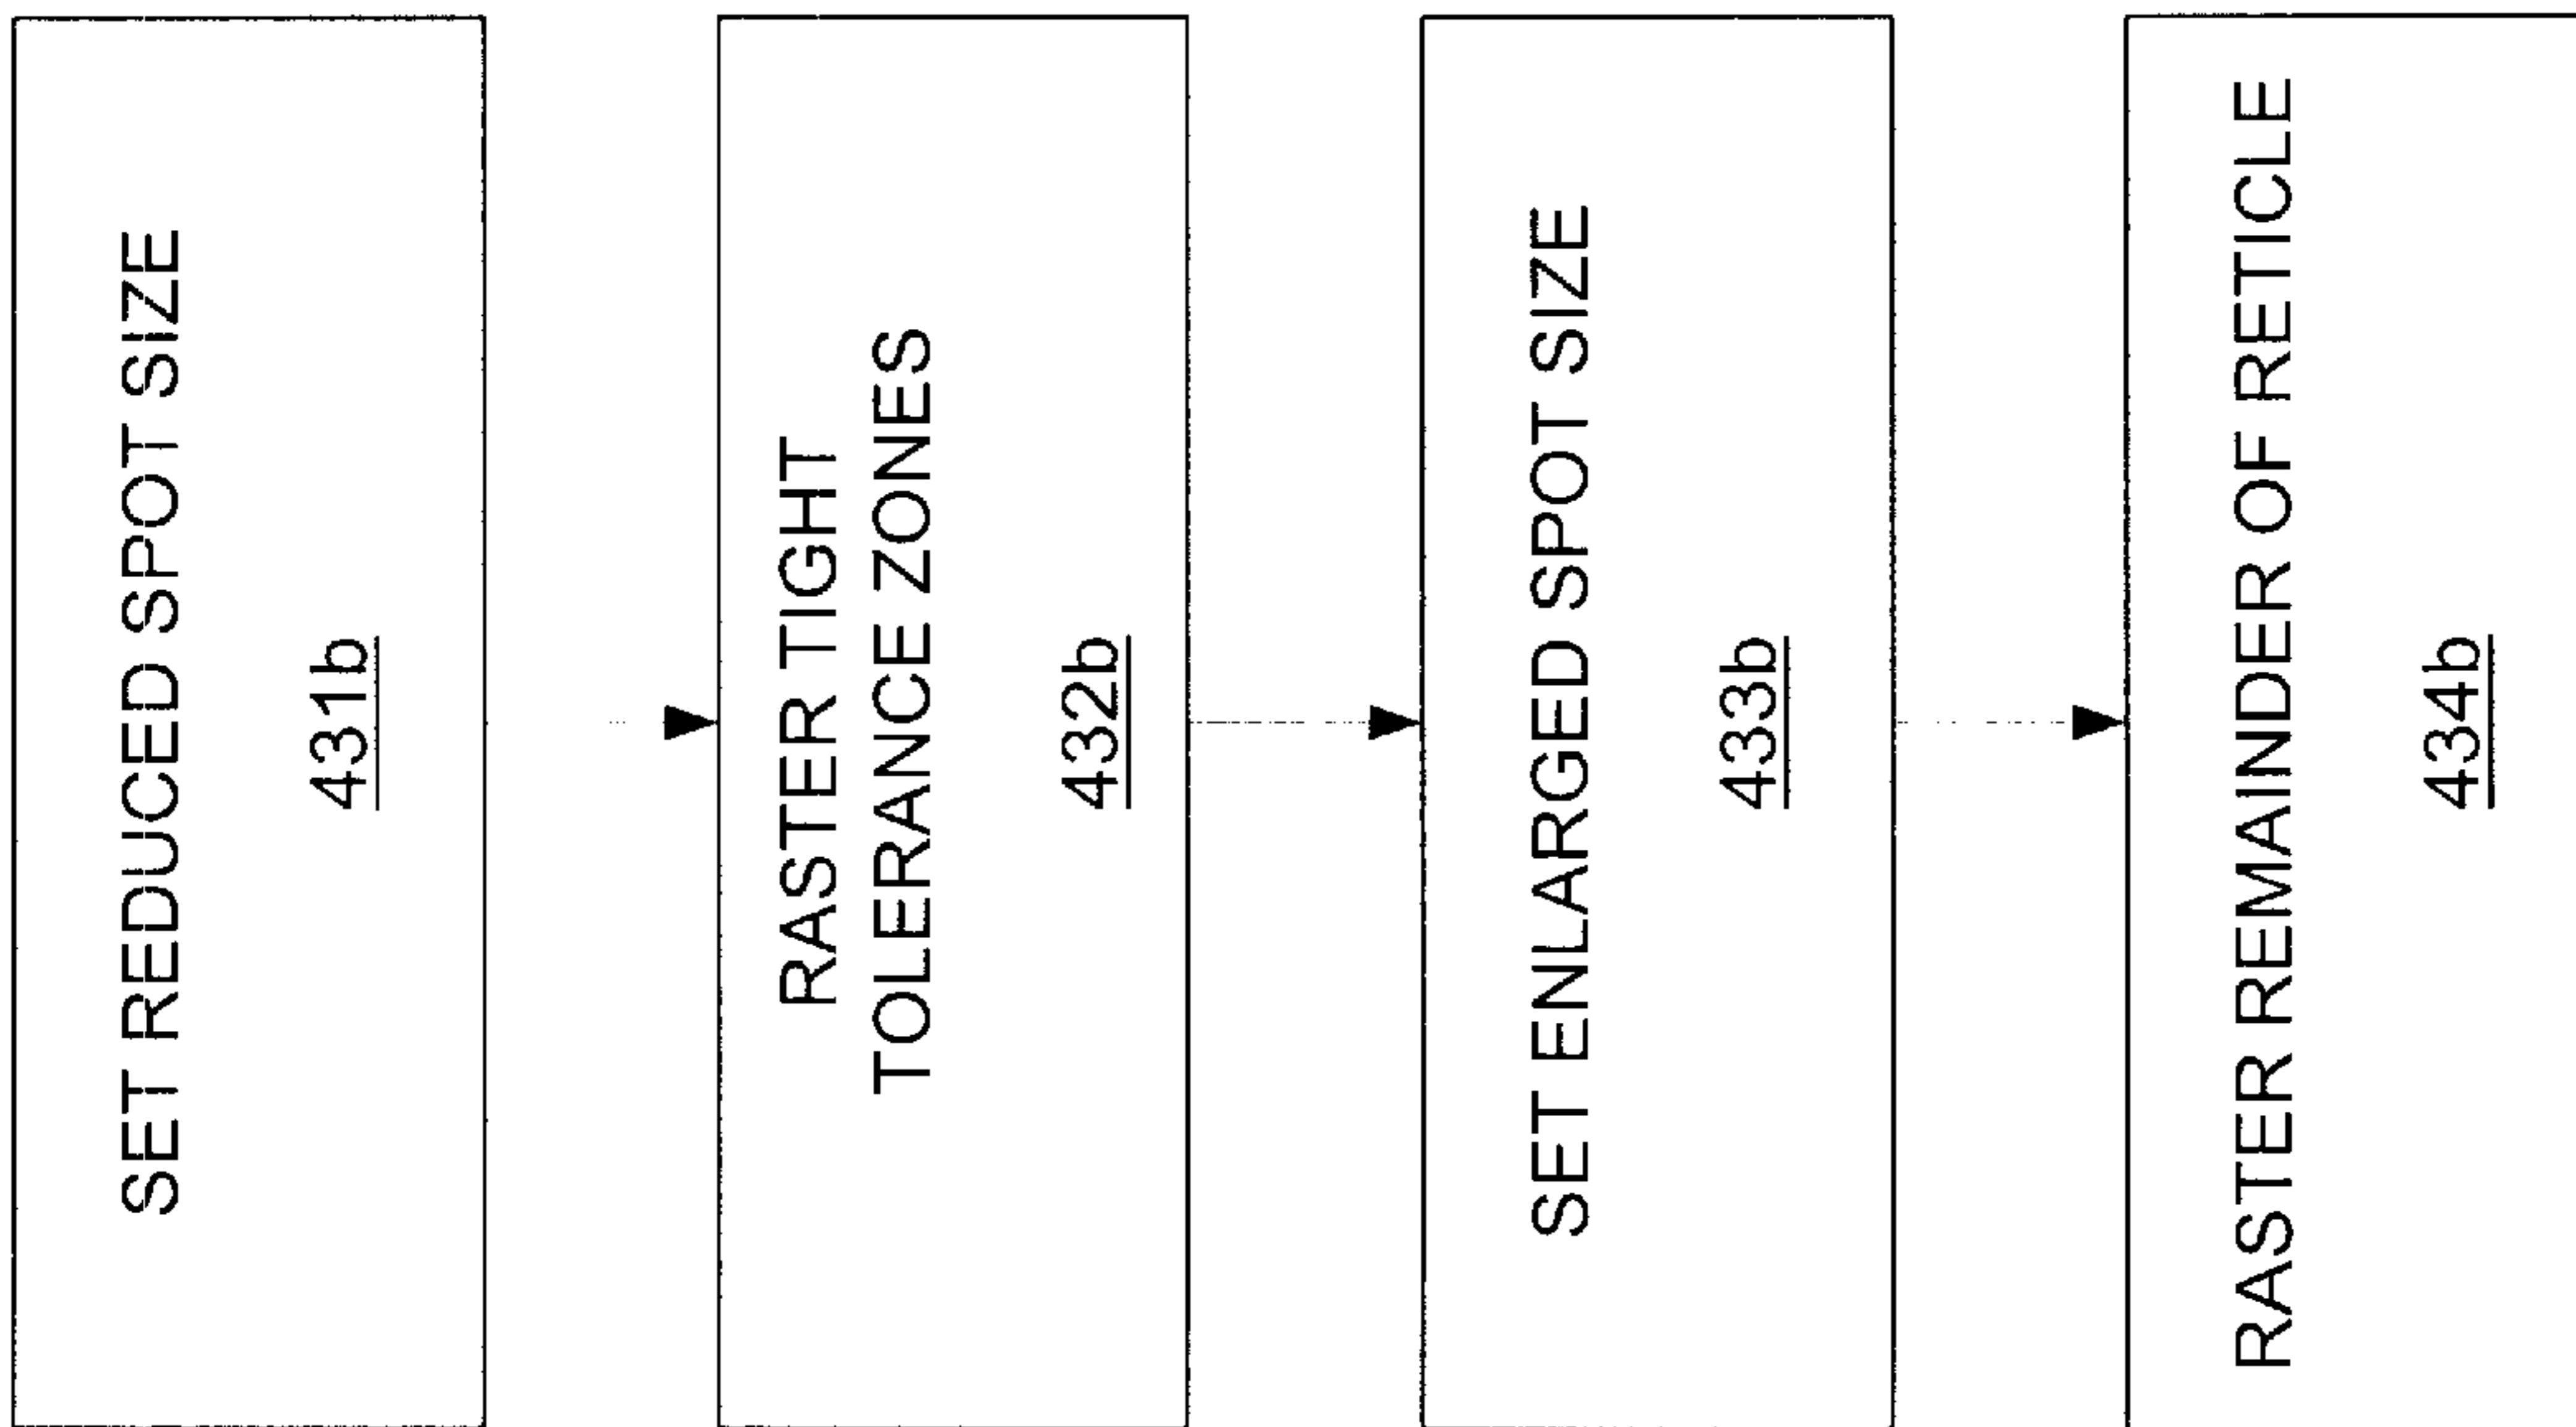 SET REDUCED SPOT SIZE
431b
RASTER TIGHT
TOLERANCE ZONES
432b
SET ENLARGED SPOT SIZE
433b
RASTER REMAINDER OF RETICLE
434b